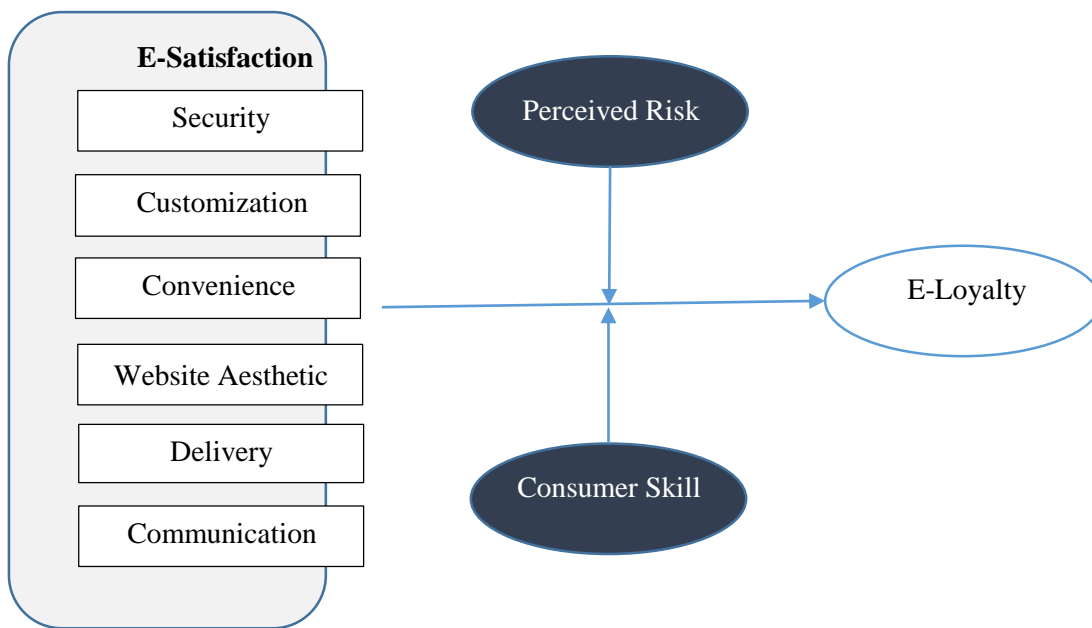 E-Satisfaction
Security
Customization
Convenience
Website Aesthetic
Delivery
Communication
Perceived Risk
Consumer Skill
E-Loyalty